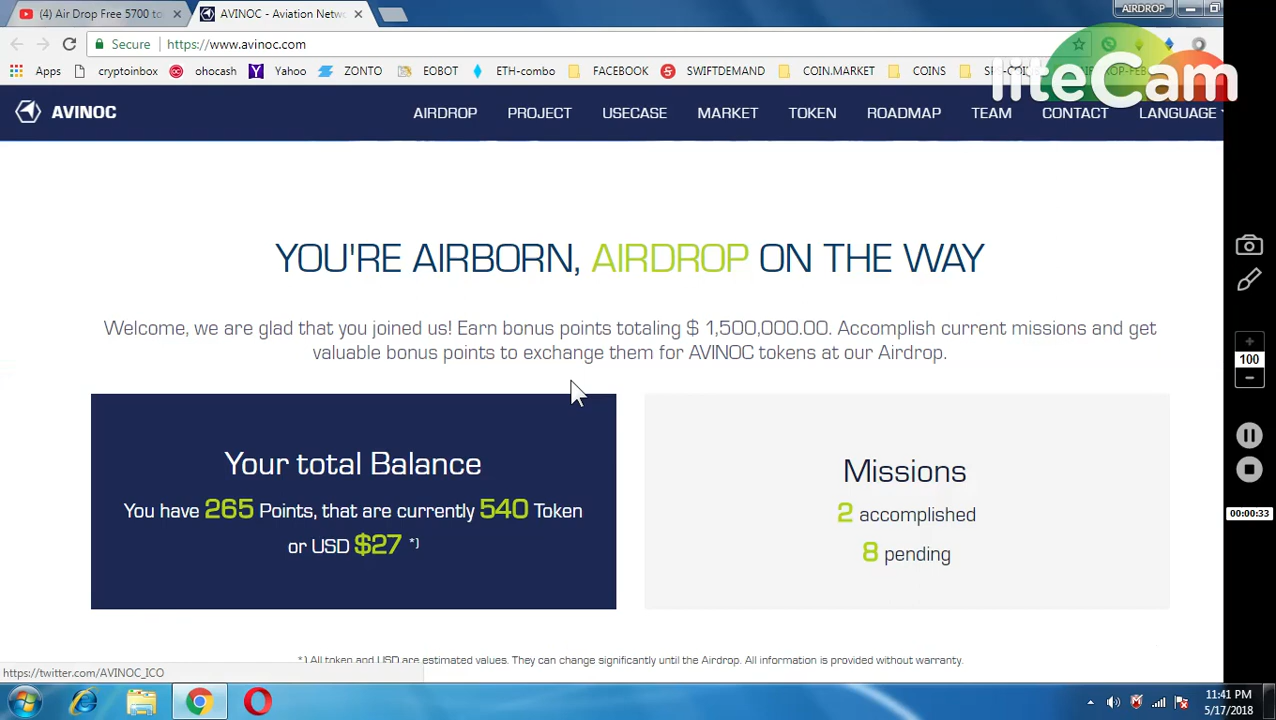 (4) Air Drop Free 5700 to
AVINOC - Aviation Netw
AIRDROP
Secure
https://www.avinoc.com
Apps
cryptoinbox
ohocash
Yahoo
ZONTO
EOBOT
ETH-combo
FACEBOOK
SWIFTDEMAND
COIN.MARKET
COINS
liteCam
AVINOC
AIRDROP
PROJECT
USECASE
MARKET
TOKEN
ROADMAP
TEAM
CONTACT
LANGUAGE
YOU'RE AIRBORN, AIRDROP ON THE WAY
Welcome, we are glad that you joined us! Earn bonus points totaling $ 1,500,000.00. Accomplish current missions and get
valuable bonus points to exchange them for AVINOC tokens at our Airdrop.
100
Your total Balance
You have 265 Points, that are currently 540 Token
or USD $27 *)
Missions
2 accomplished
8 pending
00:00:33
*) All token and USD are estimated values. They can change significantly until the Airdrop. All information is provided without warranty.
https://twitter.com/AVINOC_ICO
11:41 PM
5/17/2018